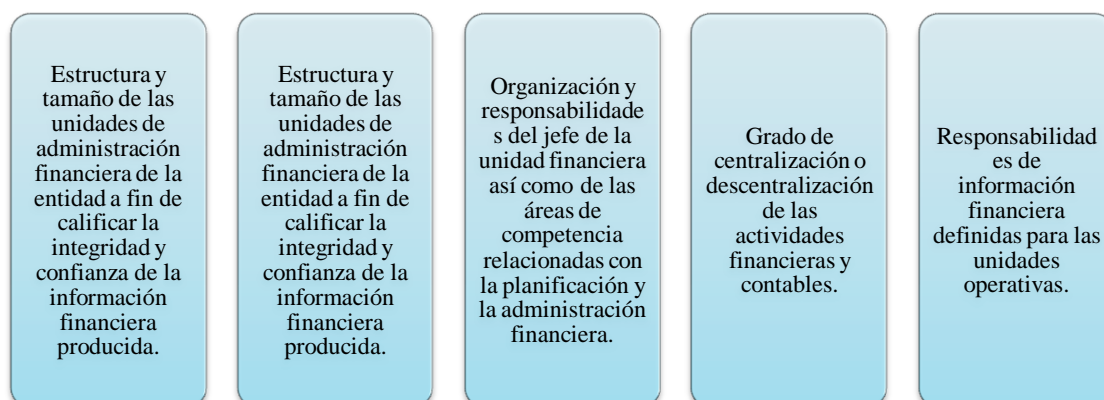 Estructura y
tamaño de las
unidades de
administración
financiera de la
entidad a fin de
calificar la
integridad y
confianza de la
información
financiera
producida.
Estructura y
tamaño de las
unidades de
administración
financiera de la
entidad a fin de
calificar la
integridad y
confianza de la
información
financiera
producida.
Organización y
responsabilidade
s del jefe de la
unidad financiera
así como de las
áreas de
competencia
relacionadas con
la planificación y
la administración
financiera.
Grado de
centralización o
descentralización
de las
actividades
financieras y
contables.
Responsabilidad
es de
información
financiera
definidas para las
unidades
operativas.